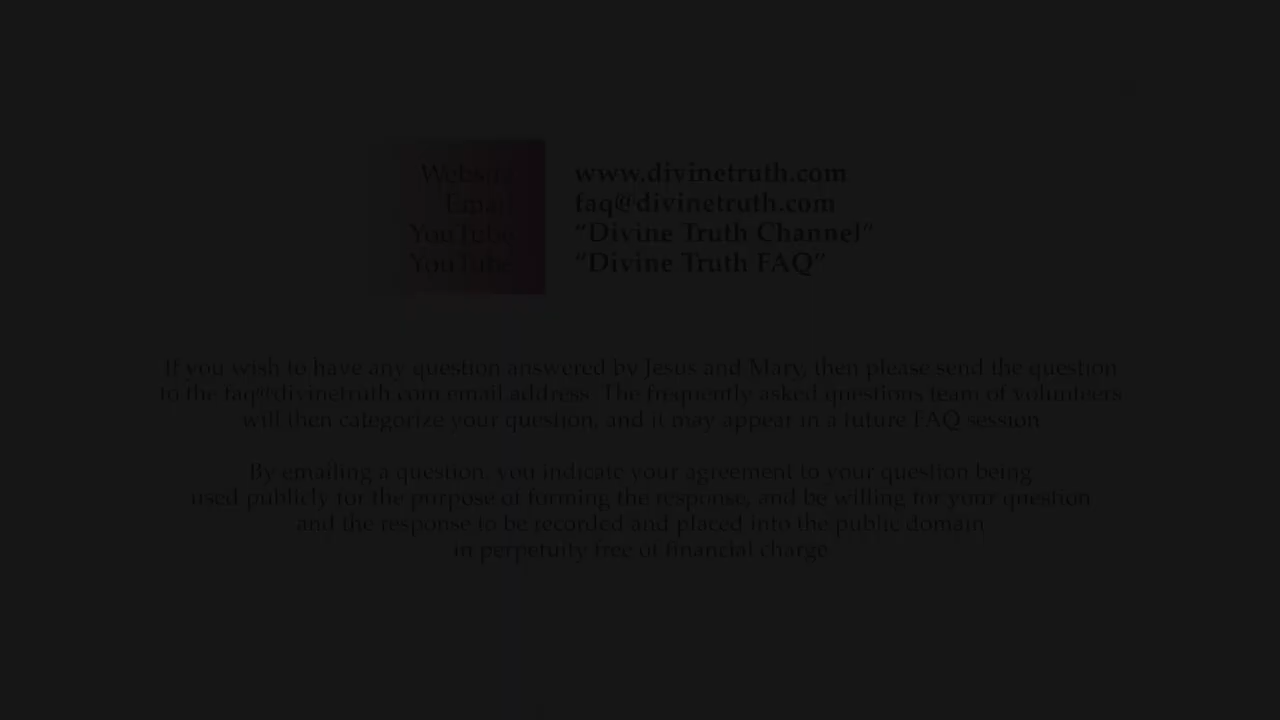 Website www.divinetruth.com
Email faq@divinetruth.com
YouTube “Divine Truth Channel”
YouTube “Divine Truth FAQ”
If you wish to have any question answered by Jesus and Mary, then please send the question
to the faq@divinetruth.com email address. The frequently asked questions team of volunteers
will then categorize your question, and it may appear in a future FAQ session
By emailing a question, you indicate your agreement to your question being
used publicly for the purpose of forming the response, and be willing for your question
and the response to be recorded and placed into the public domain
in perpetuity free of financial charge